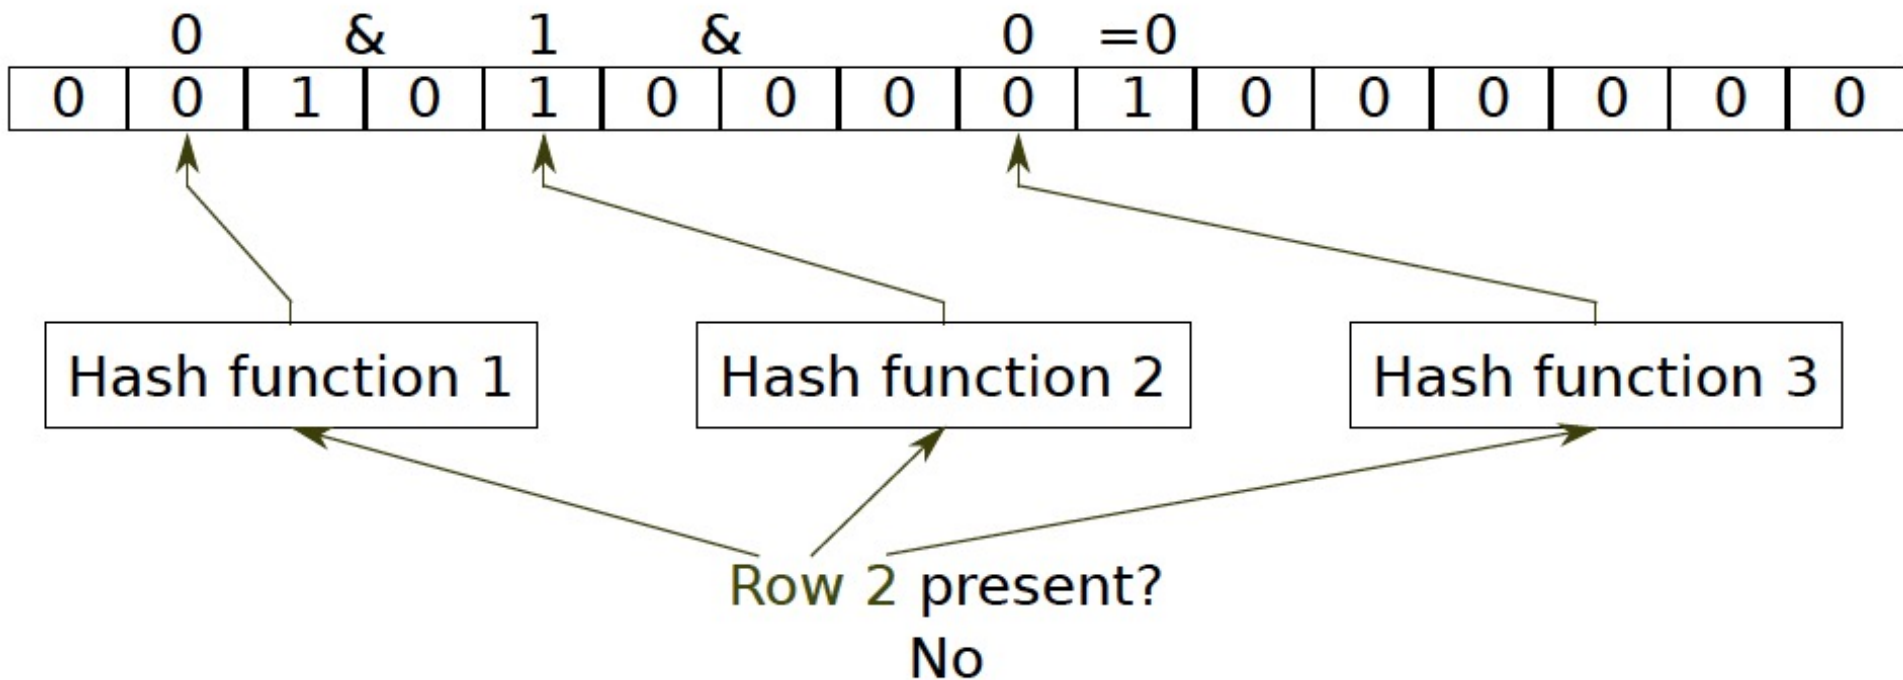 0 & 1 & 0 =0
0 0 1 0 1 0 0 0 0 1 0 0 0 0 0 0
Hash function 1 Hash function 2 Hash function 3
Row 2 present?
No